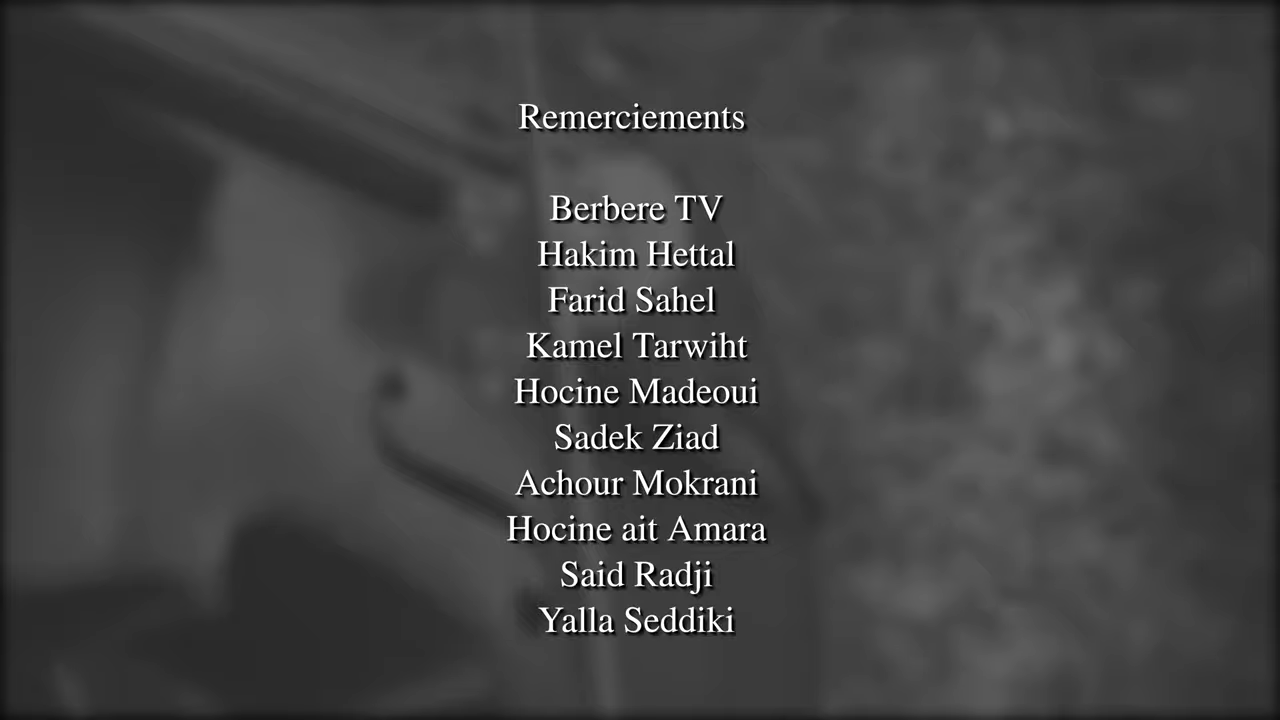 Remerciements
Berbere TV
Hakim Hettal
Farid Sahel
Kamel Tarwiht
Hocine Madeoui
Sadek Ziad
Achour Mokrani
Hocine ait Amara
Said Radji
Yalla Seddiki